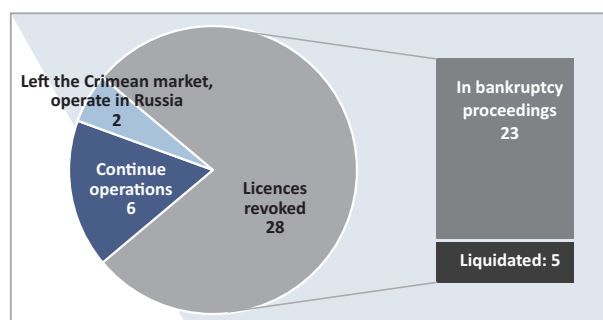 Left the Crimean market,
operate in Russia
2
Continue
operations
6
Licences
revoked
28
In bankruptcy
proceedings
23
Liquidated: 5